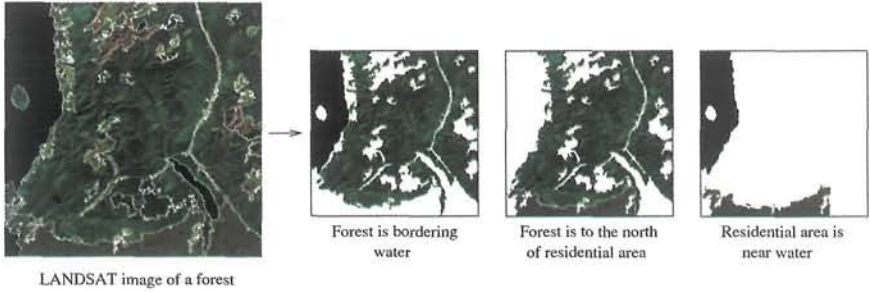 LANDSAT image of a forest
Forest is bordering
water
Forest is to the north
of residential area
Residential area is
near water